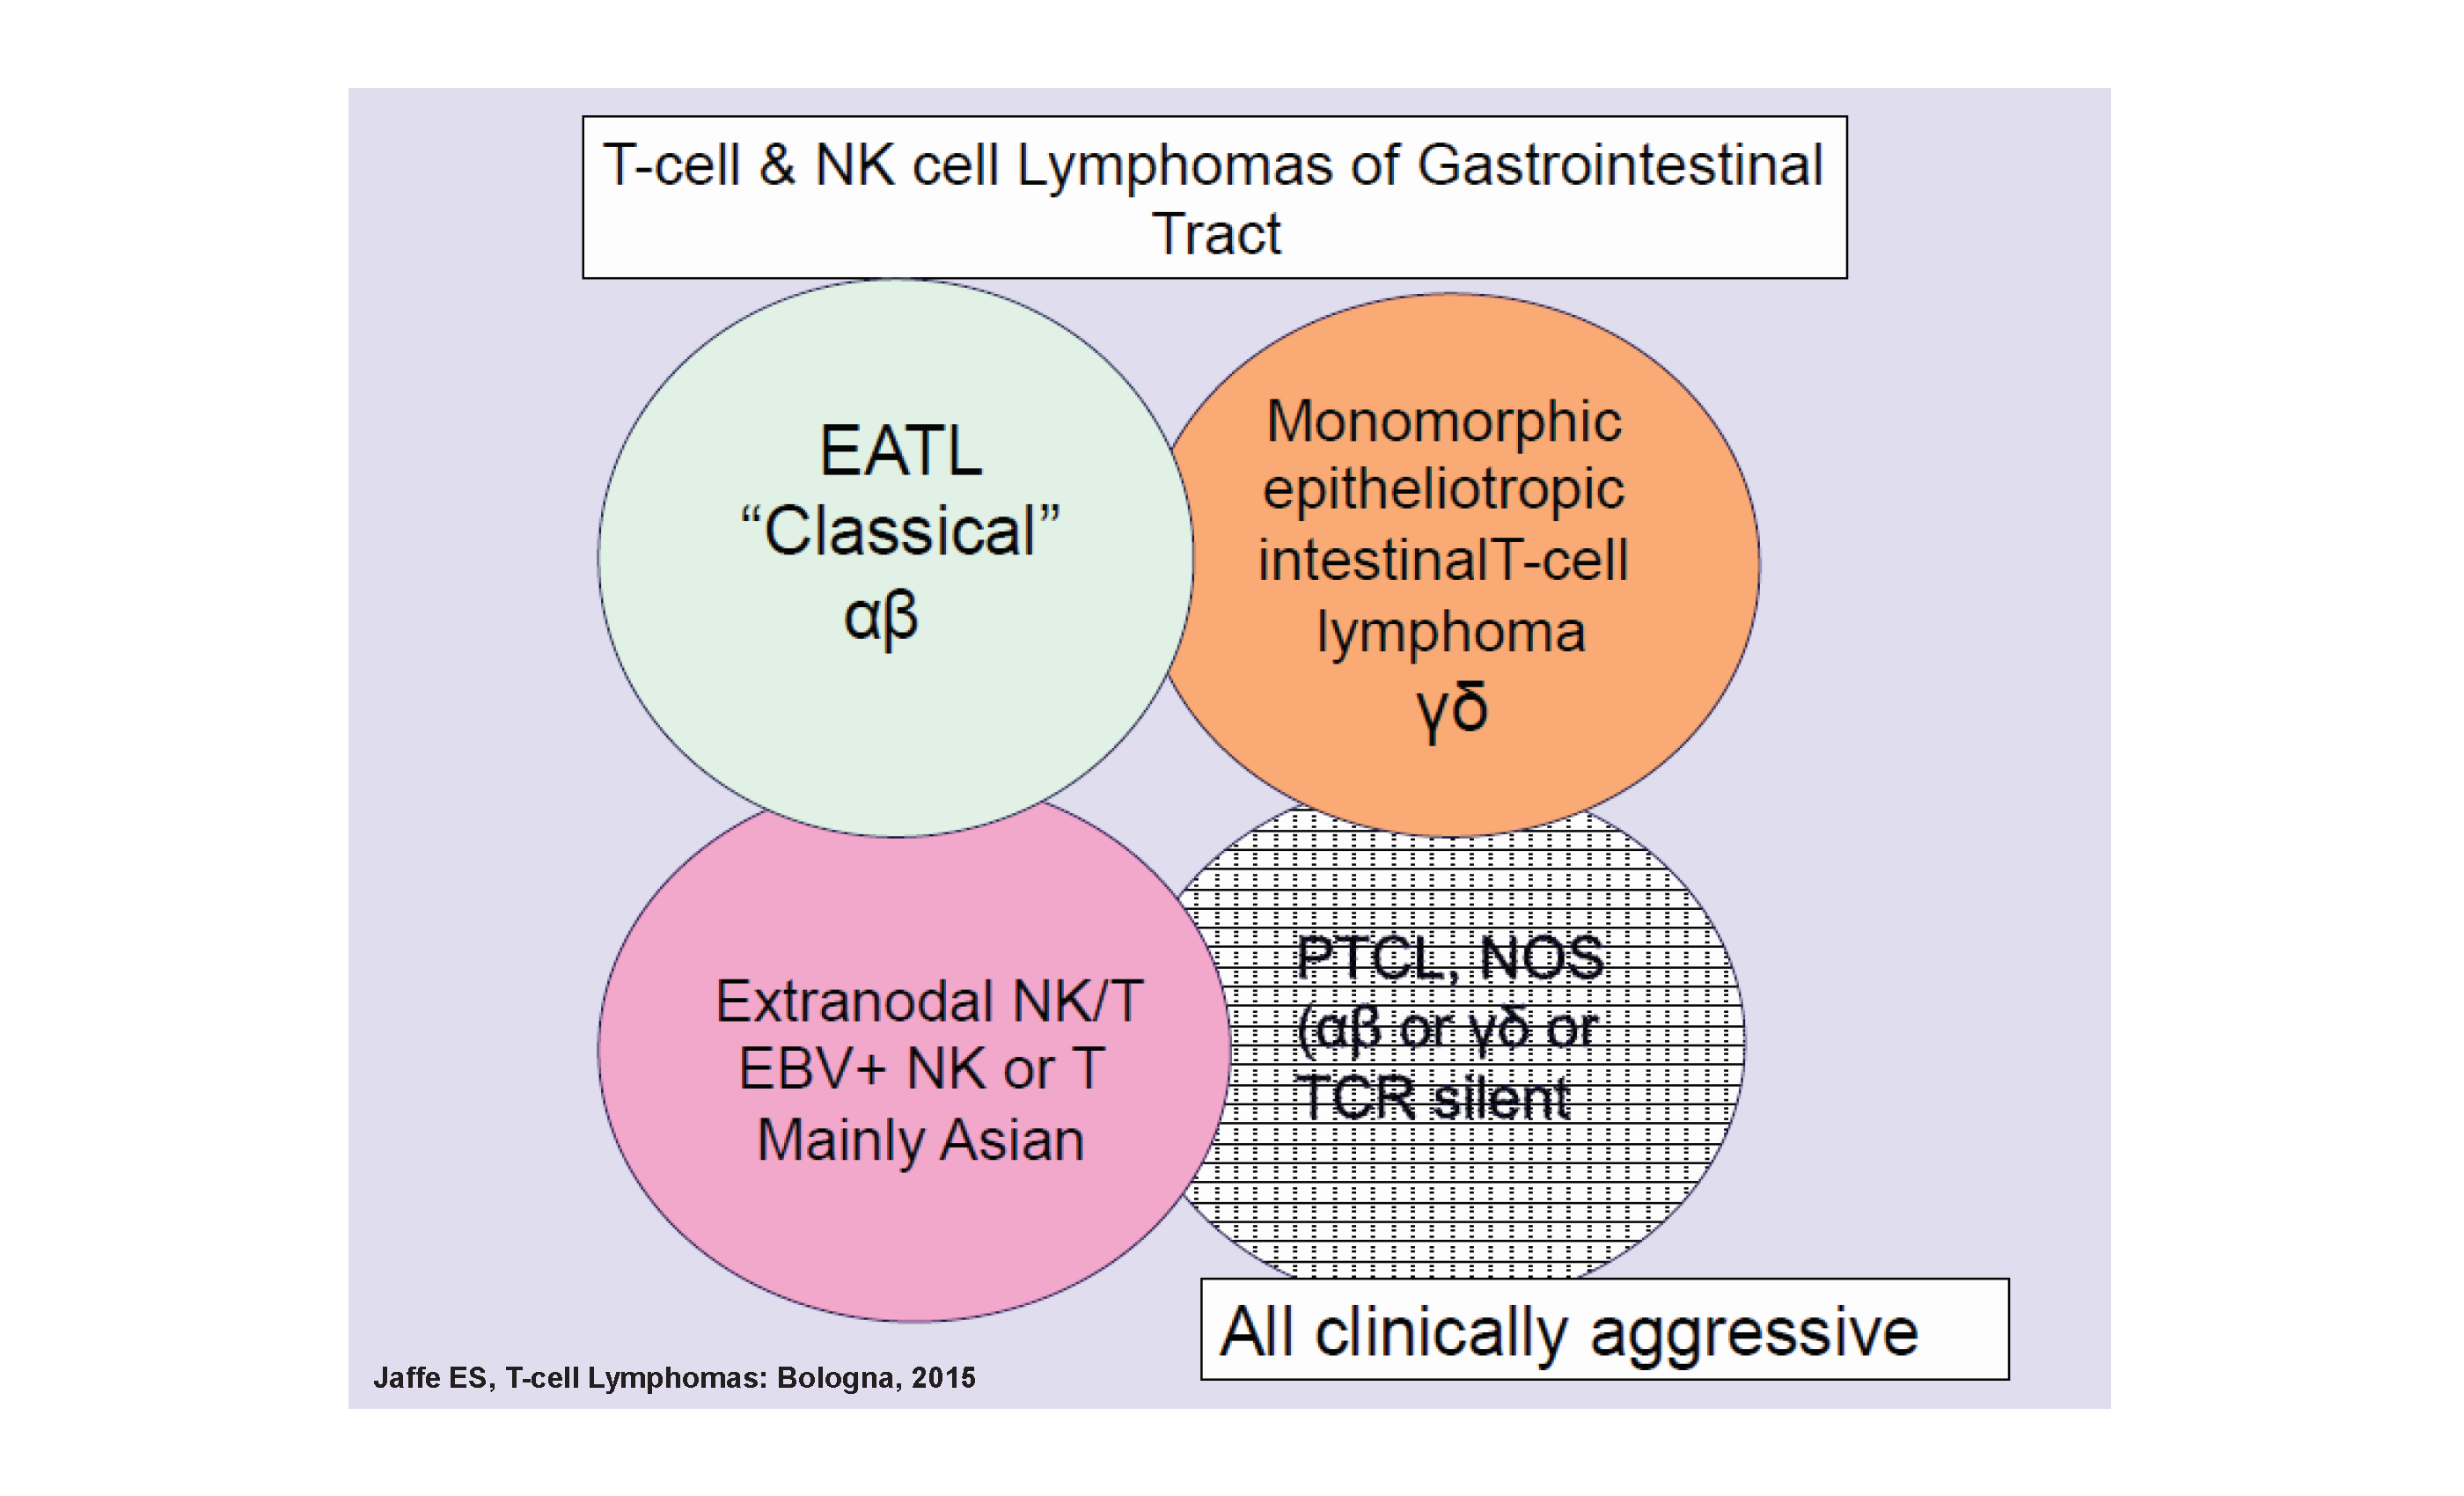 T-cell & NK cell Lymphomas of Gastrointestinal
Tract
EATL
“Classical”
αβ
Monomorphic
epitheliotropic
intestinalT-cell
lymphoma
γδ
Extranodal NK/T
EBV+ NK or T
Mainly Asian
PTCL, NOS
(αβ or γδ or
TCR silent
All clinically aggressive
Jaffe ES, T-cell Lymphomas: Bologna, 2015